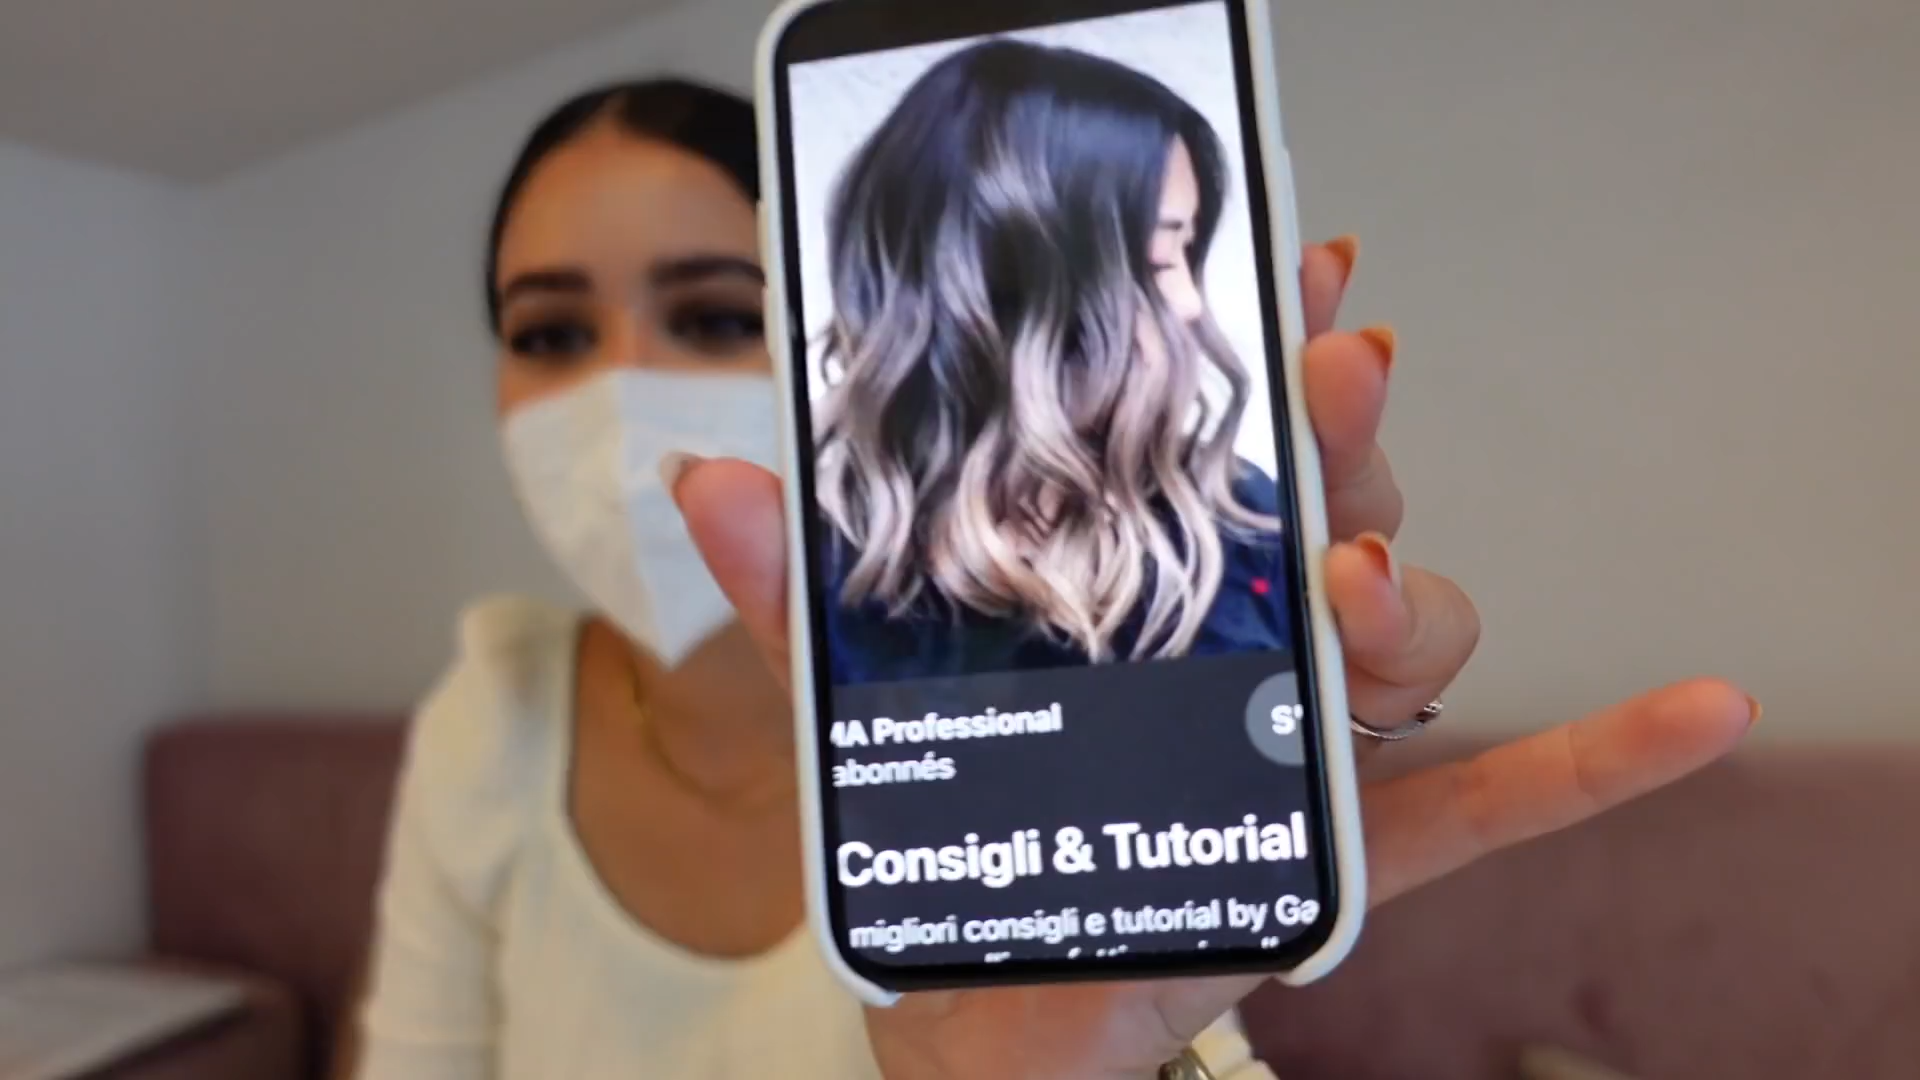 MA Professional
abonnés
S'
Consigli & Tutorial
migliori consigli e tutorial by Ga